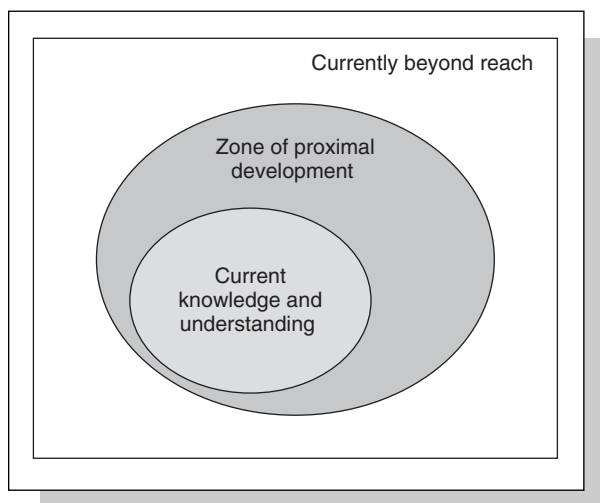 Currently beyond reach
Zone of proximal
development
Current
knowledge and
understanding